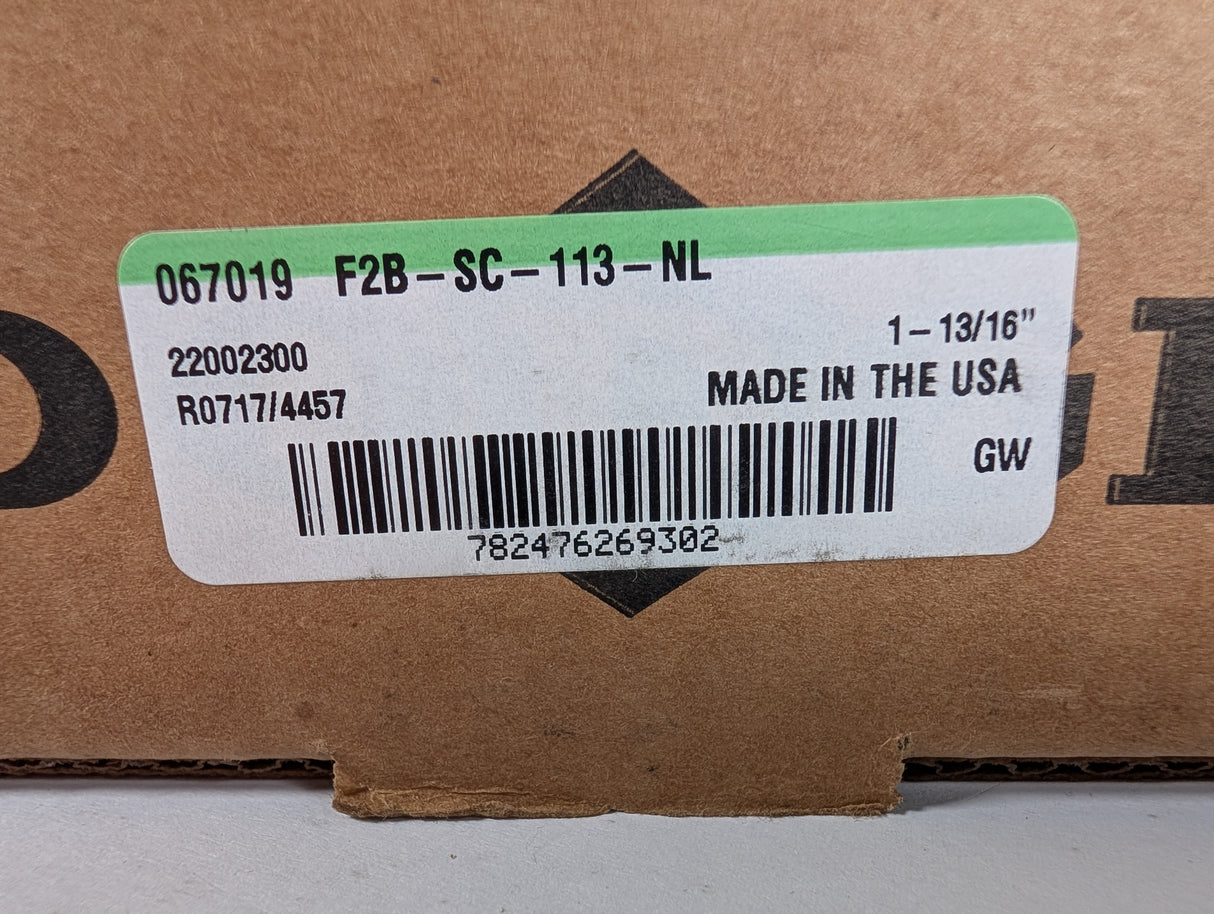 067019 F2B-SC-113-NL
1-13/16"
22002300
MADE IN THE USA
R0717/4457
GW
782476269302